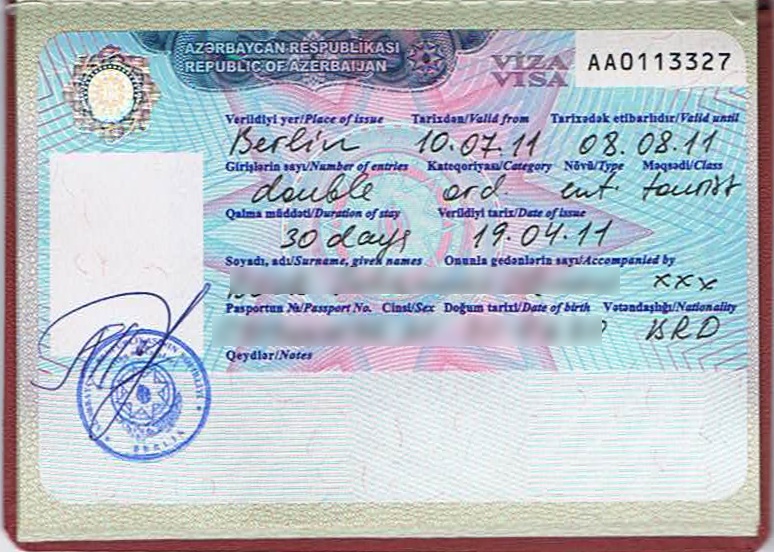 AZƏRBAYCAN RESPUBLİKASI
REPUBLIC OF AZERBAIJAN
VİZA
VISA
AA0113327
Verildiyi yer/Place of issue Tarixdən/Valid from Tarixədək etibarlıdır/Valid until
Berlin 10.07.11 08.08.11
Girişlərin sayı/Number of entries Kateqoriyası/Category Növü/Type Məqsədi/Class
double ord. ent. tourist
Qalma müddəti/Duration of stay Verildiyi tarix/Date of issue
30 days 19.04.11
Soyadı, adı/Surname, given names Onunla gedənlərin sayı/Accompanied by
xxx
Pasportun №/Passport No. Cinsi/Sex Doğum tarixi/Date of birth Vətəndaşlığı/Nationality
BRD
Qeydlər/Notes
BERLIN